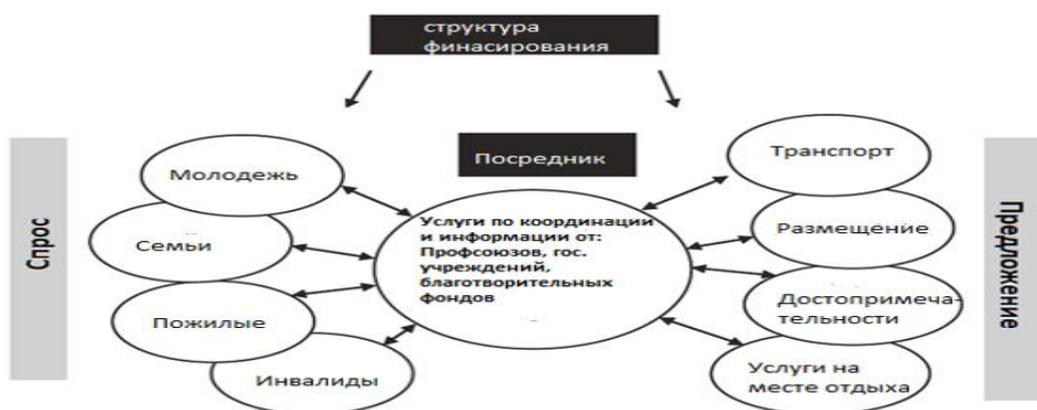 структура
финасирования
Посредник
Спрос
Молодежь
Семьи
Пожилые
Инвалиды
Услуги по координации
и информации от:
Профсоюзов, гос.
учреждений,
благотворительных
фондов
Транспорт
Размещение
Достопримеча-
тельности
Услуги на
месте отдыха
Предложение